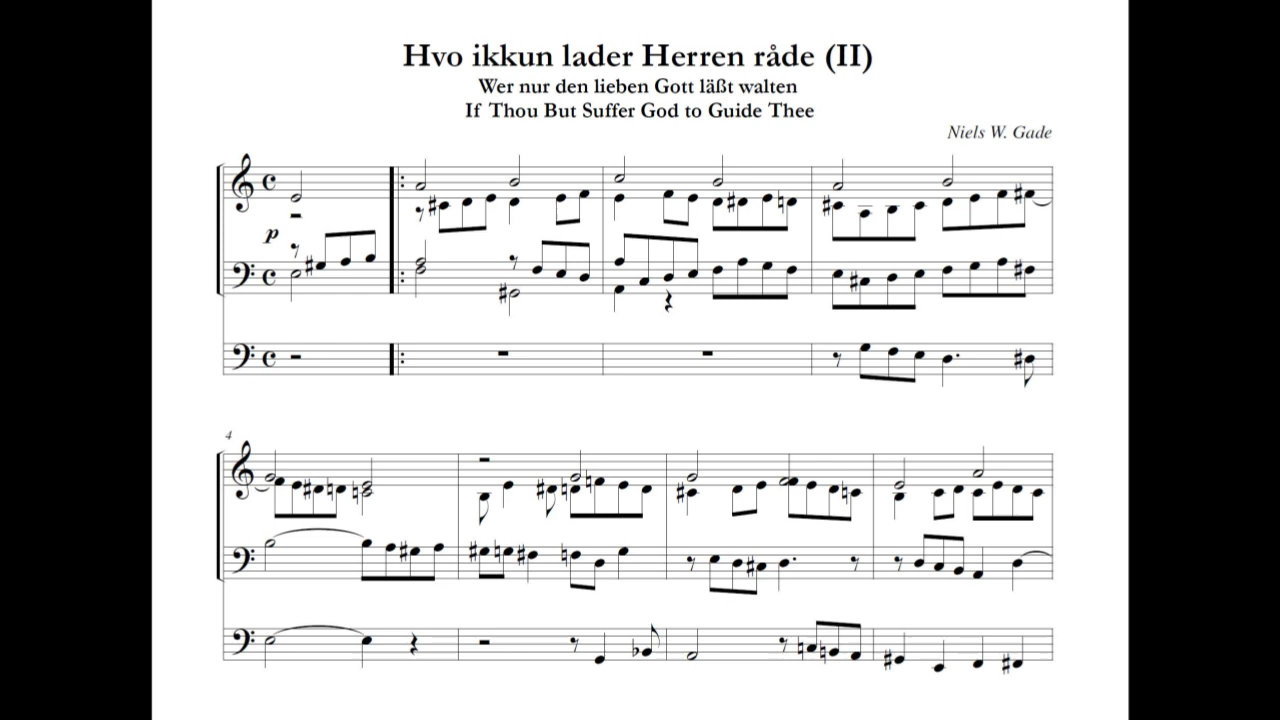 Hvo ikkun lader Herren råde (II)
Wer nur den lieben Gott läßt walten
If Thou But Suffer God to Guide Thee
Niels W. Gade
p
4